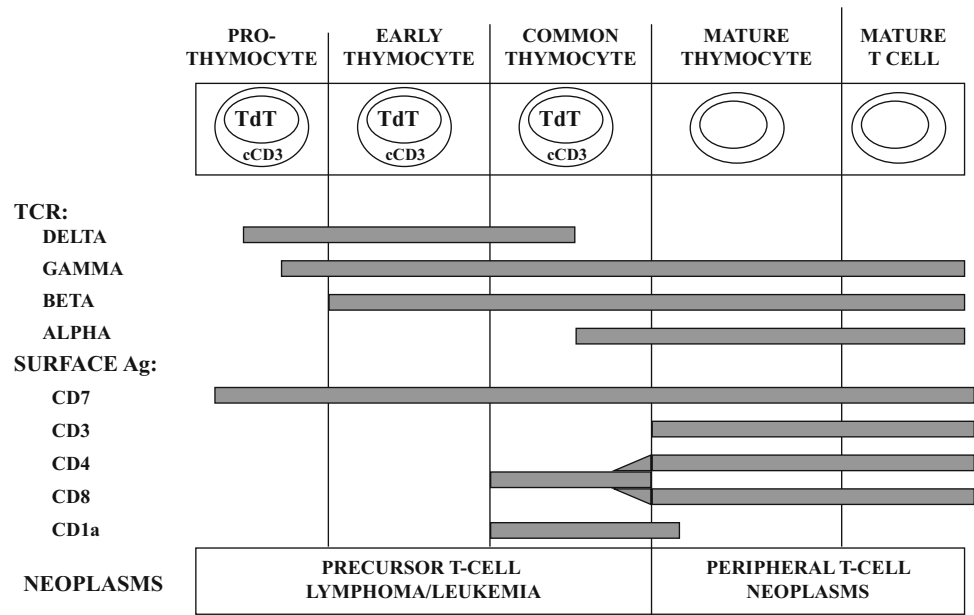 PRO-
THYMOCYTE
EARLY
THYMOCYTE
COMMON
THYMOCYTE
MATURE
THYMOCYTE
MATURE
T CELL
TdT
cCD3
TdT
cCD3
TdT
cCD3
TCR:
DELTA
GAMMA
BETA
ALPHA
SURFACE Ag:
CD7
CD3
CD4
CD8
CD1a
NEOPLASMS
PRECURSOR T-CELL
LYMPHOMA/LEUKEMIA
PERIPHERAL T-CELL
NEOPLASMS